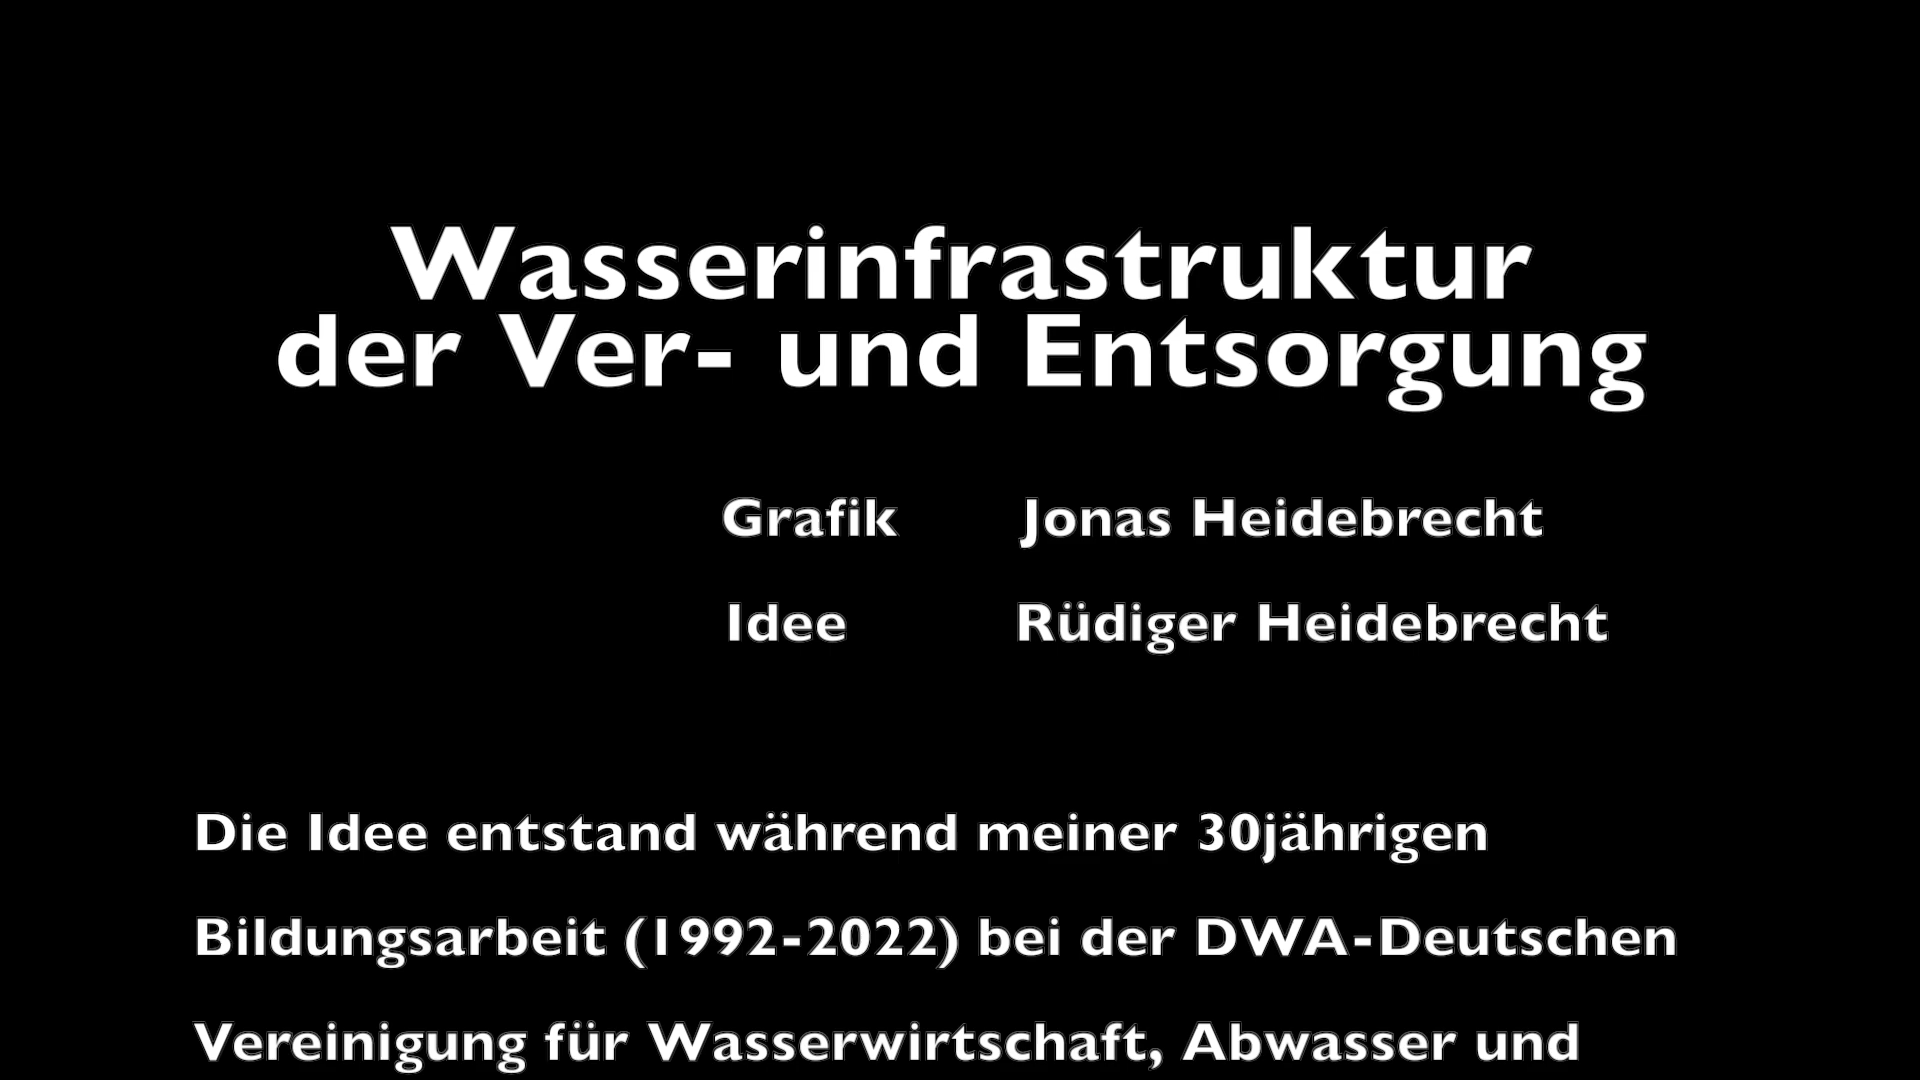 Wasserinfrastruktur
der Ver- und Entsorgung
Grafik Jonas Heidebrecht
Idee Rüdiger Heidebrecht
Die Idee entstand während meiner 30jährigen
Bildungsarbeit (1992-2022) bei der DWA-Deutschen
Vereinigung für Wasserwirtschaft, Abwasser und